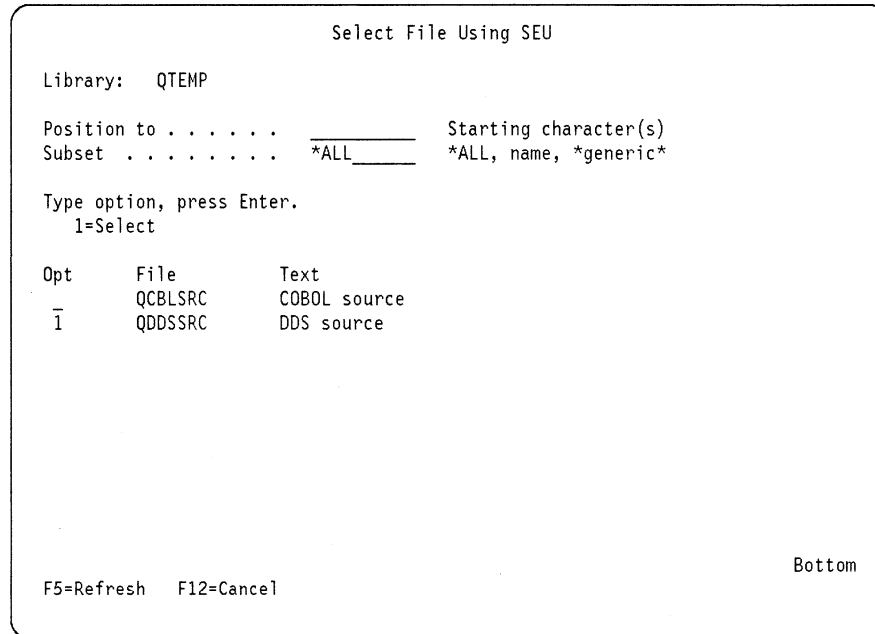 Select File Using SEU
Library:   QTEMP
Position to . . . . . .   __________   Starting character(s)
Subset  . . . . . . . .   *ALL______   *ALL, name, *generic*
Type option, press Enter.
1=Select
Opt      File          Text
_      QCBLSRC       COBOL source
1      QDDSSRC       DDS source
Bottom
F5=Refresh   F12=Cancel